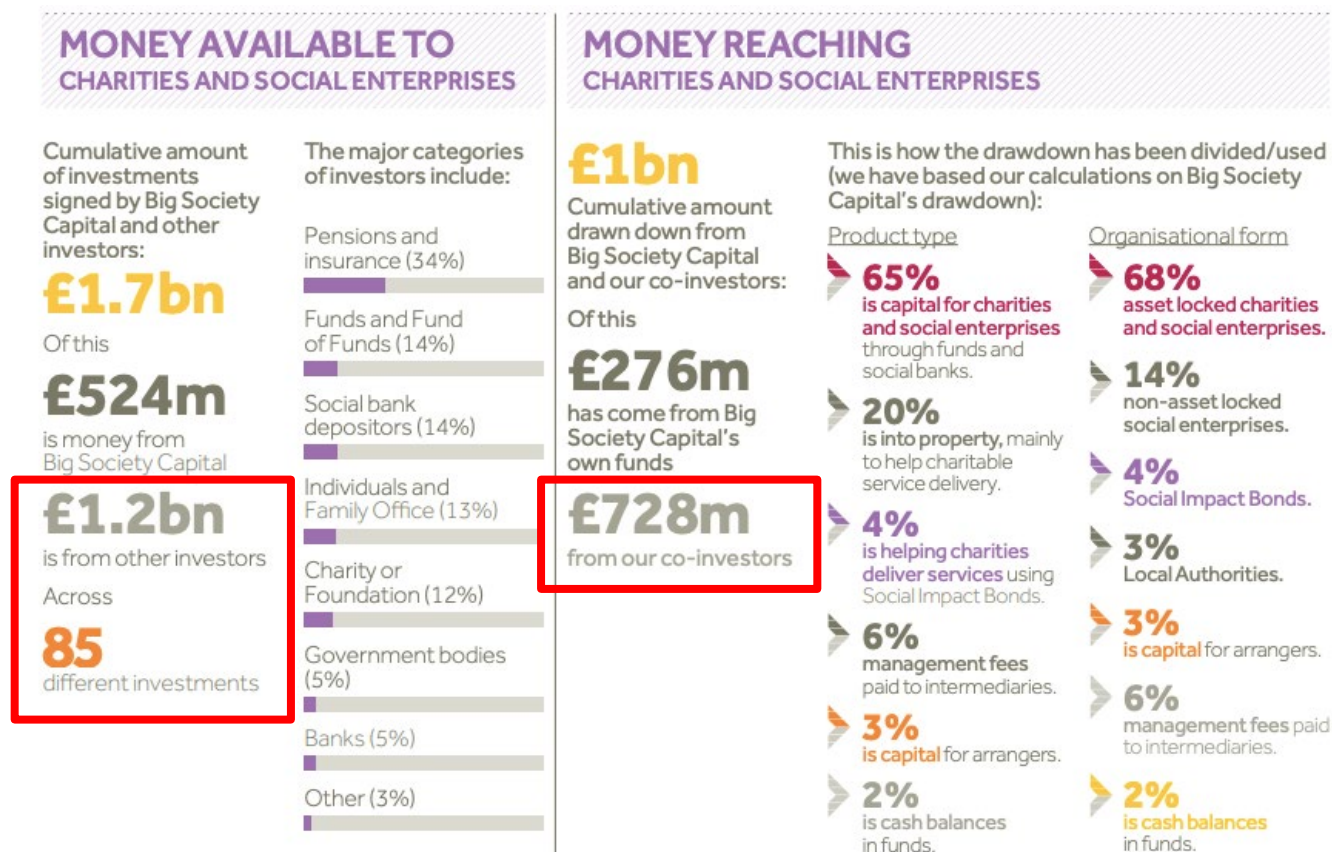 MONEY AVAILABLE TO
CHARITIES AND SOCIAL ENTERPRISES
Cumulative amount
of investments
signed by Big Society
Capital and other
investors:
£1.7bn
Of this
£524m
is money from
Big Society Capital
£1.2bn
is from other investors
Across
85
different investments
The major categories
of investors include:
Pensions and
insurance (34%)
Funds and Fund
of Funds (14%)
Social bank
depositors (14%)
Individuals and
Family Office (13%)
Charity or
Foundation (12%)
Government bodies
(5%)
Banks (5%)
Other (3%)
MONEY REACHING
CHARITIES AND SOCIAL ENTERPRISES
£1bn
Cumulative amount
drawn down from
Big Society Capital
and our co-investors:
Of this
£276m
has come from Big
Society Capital's
own funds
£728m
from our co-investors
This is how the drawdown has been divided/used
(we have based our calculations on Big Society
Capital's drawdown):
Product type
65%
is capital for charities
and social enterprises
through funds and
social banks.
20%
is into property, mainly
to help charitable
service delivery.
4%
is helping charities
deliver services using
Social Impact Bonds.
6%
management fees
paid to intermediaries.
3%
is capital for arrangers.
2%
is cash balances
in funds.
Organisational form
68%
asset locked charities
and social enterprises.
14%
non-asset locked
social enterprises.
4%
Social Impact Bonds.
3%
Local Authorities.
3%
is capital for arrangers.
6%
management fees paid
to intermediaries.
2%
is cash balances
in funds.